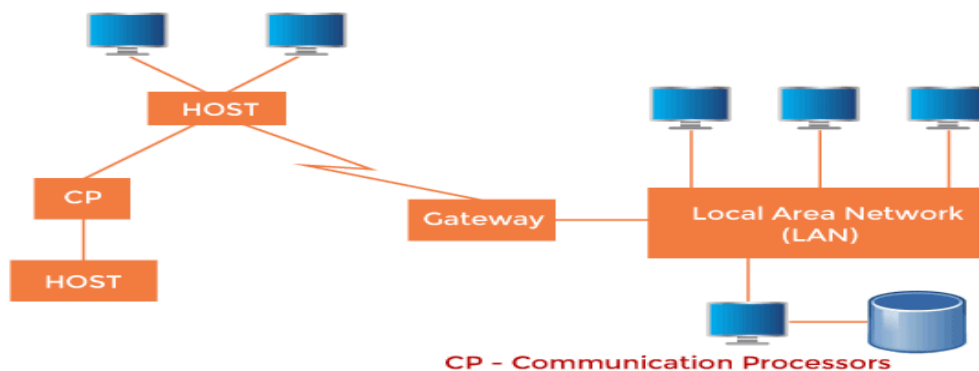 HOST
CP
HOST
Gateway
Local Area Network
(LAN)
CP - Communication Processors